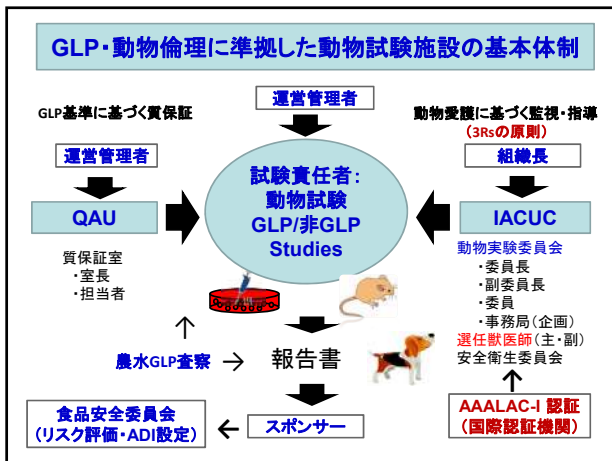 GLP・動物倫理に準拠した動物試験施設の基本体制
GLP基準に基づく質保証
運営管理者
QAU
質保証室
・室長
・担当者
運営管理者
試験責任者：
動物試験
GLP/非GLP
Studies
動物愛護に基づく監視・指導
（3Rsの原則）
組織長
IACUC
動物実験委員会
・委員長
・副委員長
・委員
・事務局（企画）
選任獣医師（主・副）
安全衛生委員会
AAALAC-I 認証
（国際認証機関）
農水GLP査察
報告書
スポンサー
食品安全委員会
（リスク評価・ADI設定）